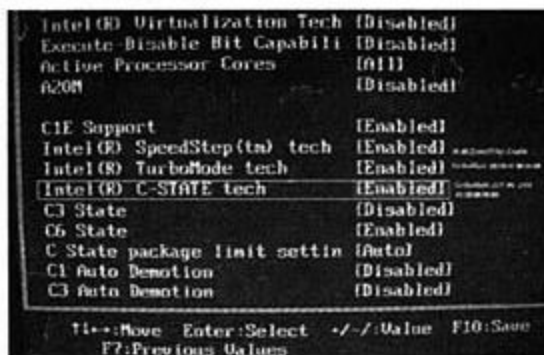 Intel(R) Virtualization Tech [Disabled]
Execute-Disable Bit Capabili [Disabled]
Active Processor Cores [All]
A20M [Disabled]
C1E Support [Enabled]
Intel(R) SpeedStep(tm) tech [Enabled]
Intel(R) TurboMode tech [Enabled]
Intel(R) C-STATE tech [Enabled]
C3 State [Disabled]
C6 State [Enabled]
C State package limit settin [Auto]
C1 Auto Demotion [Disabled]
C3 Auto Demotion [Disabled]
↑↓↔:Move Enter:Select +/-/:Value F10:Save
F7:Previous Values